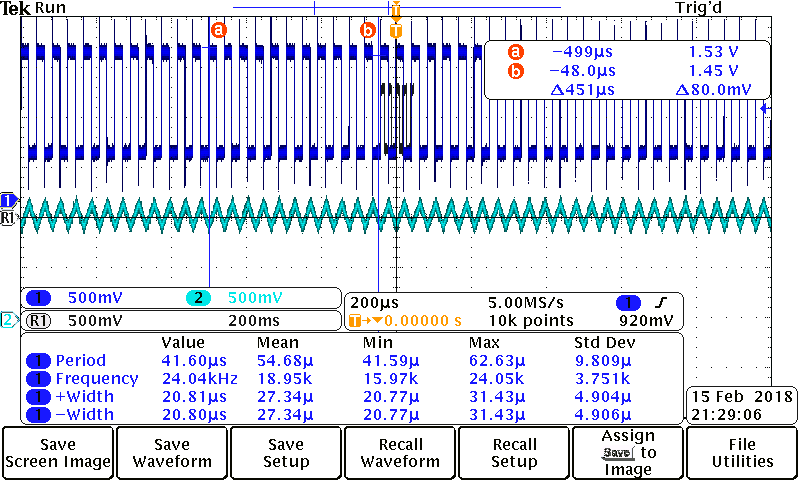 Tek Run Trig'd
a b T
T
a −499µs 1.53 V
b −48.0µs 1.45 V
Δ451µs Δ80.0mV
1
R1
1 500mV 2 500mV
200µs 5.00MS/s 1
2
R1 500mV 200ms
T→▼0.00000 s 10k points 920mV
Value Mean Min Max Std Dev
1 Period 41.60µs 54.68µ 41.59µ 62.63µ 9.809µ
1 Frequency 24.04kHz 18.95k 15.97k 24.05k 3.751k
1 +Width 20.81µs 27.34µ 20.77µ 31.43µ 4.904µ
1 −Width 20.80µs 27.34µ 20.77µ 31.43µ 4.906µ
15 Feb 2018
21:29:06
Save
Screen Image
Save
Waveform
Save
Setup
Recall
Waveform
Recall
Setup
Assign
Save to
Image
File
Utilities